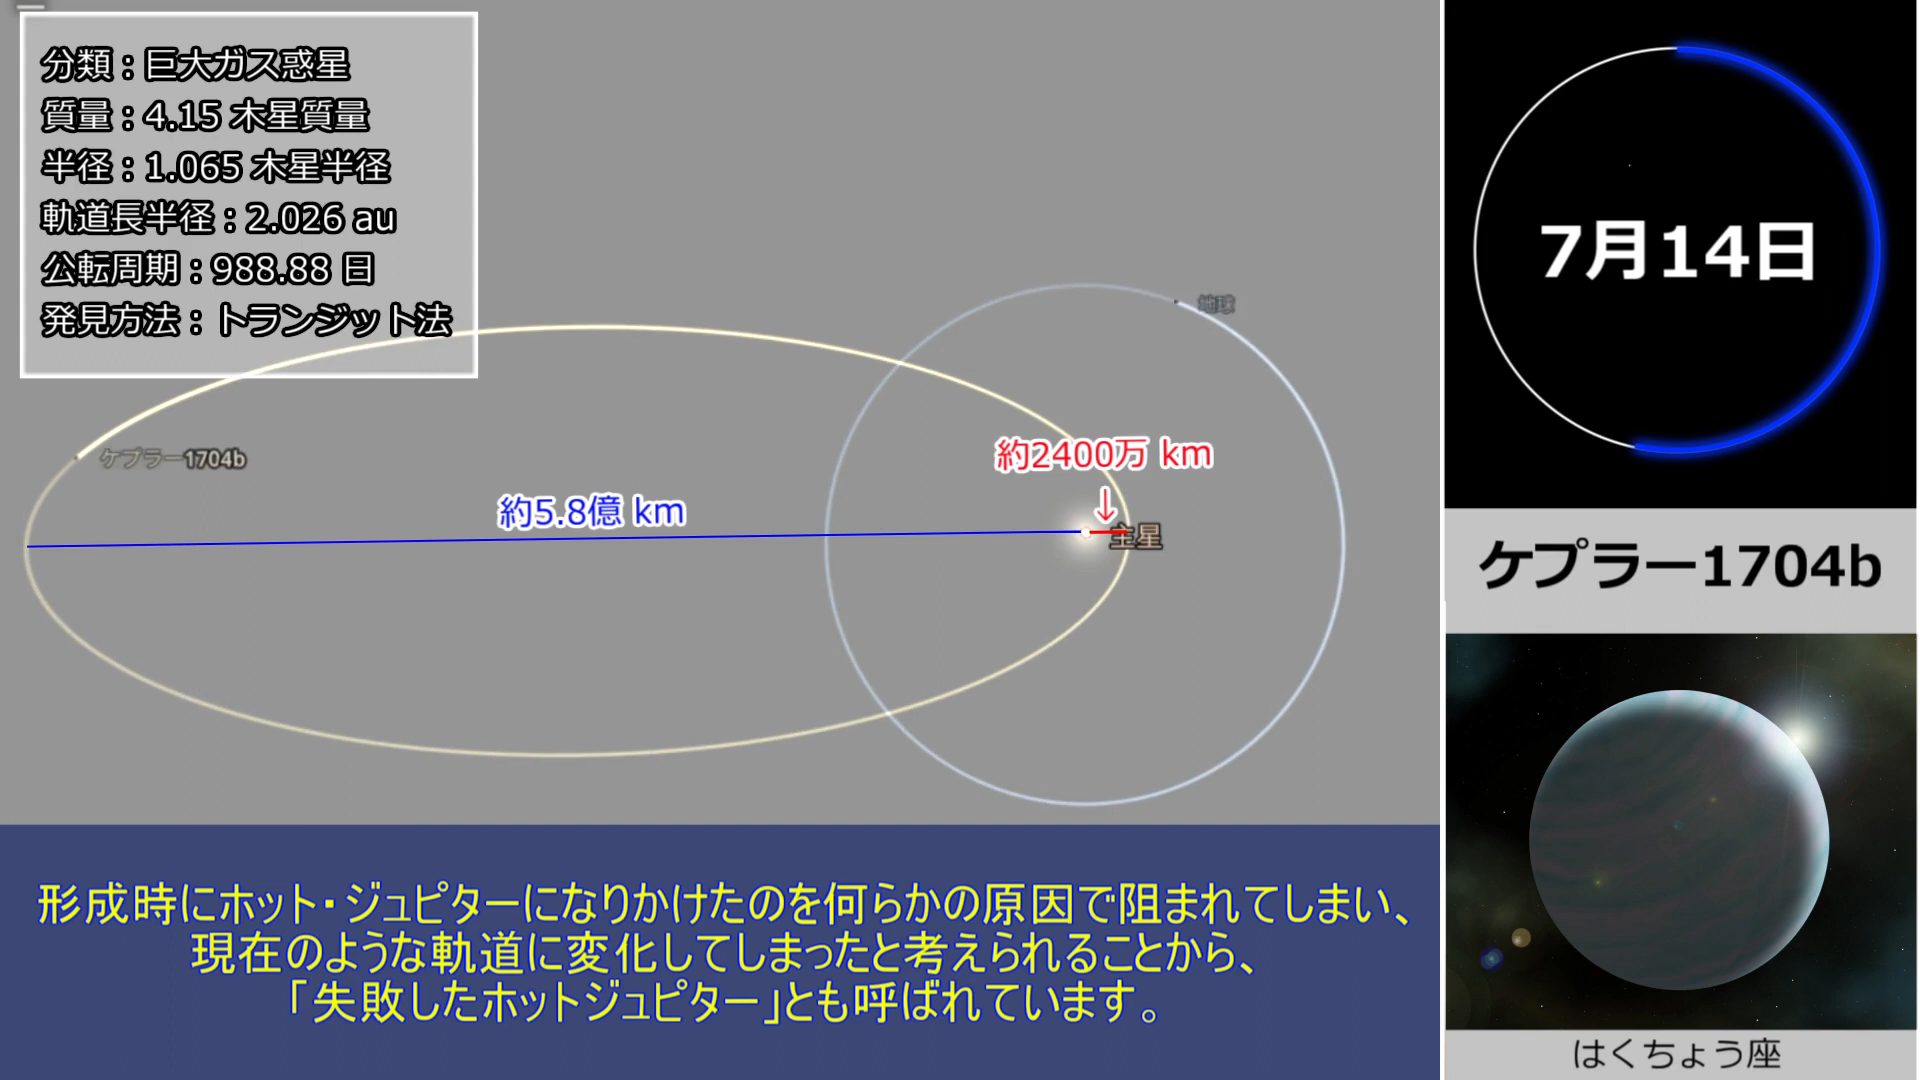 分類：巨大ガス惑星
質量：4.15 木星質量
半径：1.065 木星半径
軌道長半径：2.026 au
公転周期：988.88 日
発見方法：トランジット法
地球
ケプラー1704b
約2400万 km
↓
約5.8億 km
主星
形成時にホット・ジュピターになりかけたのを何らかの原因で阻まれてしまい、
現在のような軌道に変化してしまったと考えられることから、
「失敗したホットジュピター」とも呼ばれています。
7月14日
ケプラー1704b
はくちょう座